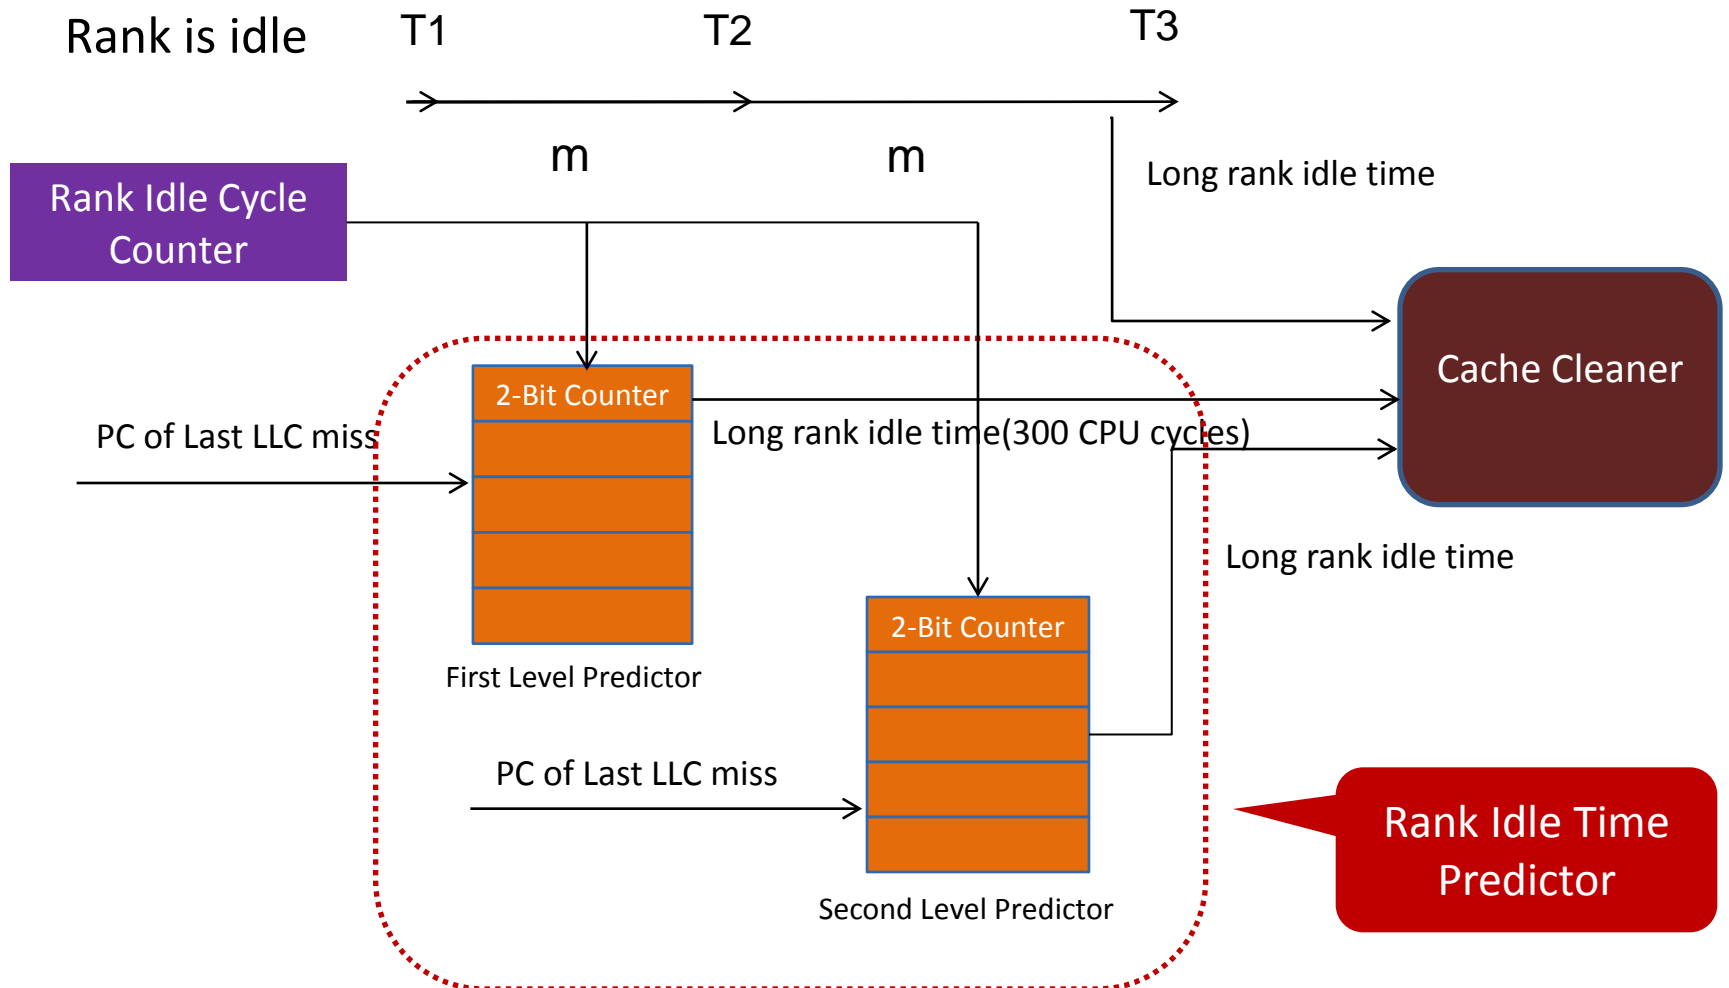 Rank is idle
T1
T2
T3
m
m
Long rank idle time
Rank Idle Cycle
Counter
Cache Cleaner
2-Bit Counter
PC of Last LLC miss
Long rank idle time(300 CPU cycles)
Long rank idle time
2-Bit Counter
First Level Predictor
PC of Last LLC miss
Rank Idle Time
Predictor
Second Level Predictor